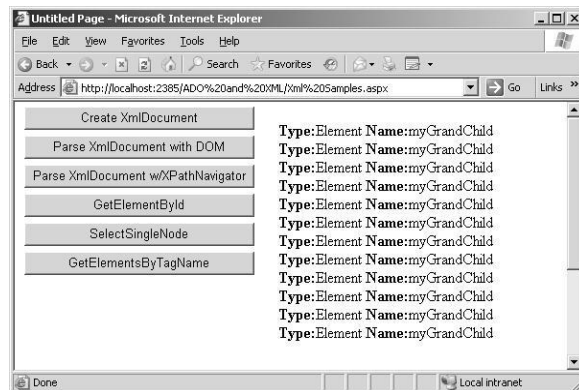 Untitled Page - Microsoft Internet Explorer
File Edit View Favorites Tools Help
Back Search Favorites
Address http://localhost:2385/ADO%20and%20XML/Xml%20Samples.aspx Go Links »
Create XmlDocument
Parse XmlDocument with DOM
Parse XmlDocument w/XPathNavigator
GetElementById
SelectSingleNode
GetElementsByTagName
Type:Element Name:myGrandChild
Type:Element Name:myGrandChild
Type:Element Name:myGrandChild
Type:Element Name:myGrandChild
Type:Element Name:myGrandChild
Type:Element Name:myGrandChild
Type:Element Name:myGrandChild
Type:Element Name:myGrandChild
Type:Element Name:myGrandChild
Type:Element Name:myGrandChild
Type:Element Name:myGrandChild
Type:Element Name:myGrandChild
Done Local intranet